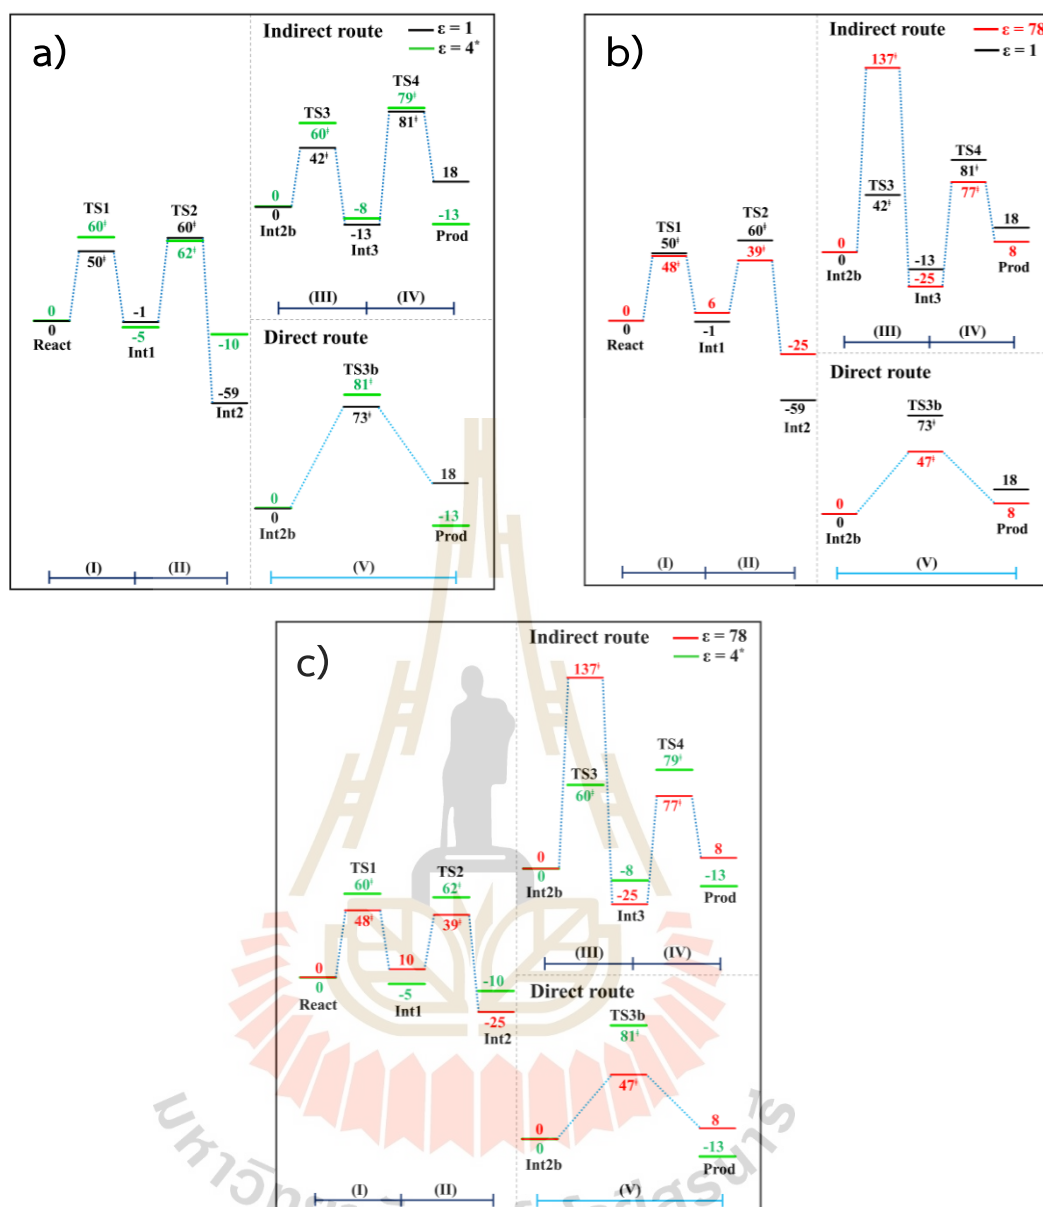 a)
Indirect route
ε = 1
ε = 4*
TS4
79‡
81‡
TS3
60‡
42‡
18
0
0
Int2b
-8
-13
Int3
-13
Prod
(III)
(IV)
TS1
60‡
50‡
TS2
60‡
62‡
0
0
React
-1
-5
Int1
-10
-59
Int2
Direct route
TS3b
81‡
73‡
18
0
0
Int2b
-13
Prod
(I)
(II)
(V)
b)
Indirect route
ε = 78
ε = 1
137‡
TS4
81‡
77‡
TS3
42‡
18
8
Prod
0
0
Int2b
-13
-25
Int3
(III)
(IV)
TS1
50‡
48‡
TS2
60‡
39‡
0
0
React
6
-1
Int1
-25
-59
Int2
Direct route
TS3b
73‡
47‡
18
8
Prod
0
0
Int2b
(I)
(II)
(V)
c)
Indirect route
ε = 78
ε = 4*
137‡
TS4
79‡
77‡
TS3
60‡
0
0
Int2b
8
-13
Prod
-8
-25
Int3
(III)
(IV)
TS1
60‡
48‡
TS2
62‡
39‡
0
0
React
10
-5
Int1
-10
-25
Int2
Direct route
TS3b
81‡
47‡
0
0
Int2b
8
-13
Prod
(I)
(II)
(V)